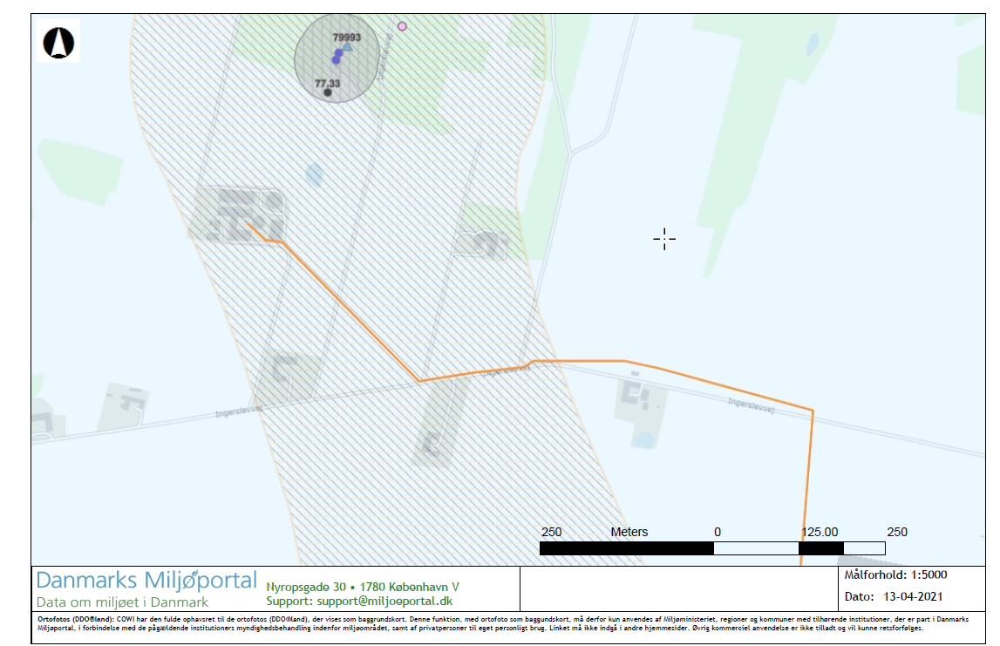 79993
Ingerslevvej
77.33
Ingerslevvej
Ingerslevvej
Ingerslevvej
250 Meters 0 125.00 250
Danmarks Miljøportal
Data om miljøet i Danmark
Nyropsgade 30 • 1780 København V
Support: support@miljoeportal.dk
Målforhold: 1:5000
Dato: 13-04-2021
Ortofotos (DDO®land): COWI har den fulde ophavsret til de ortofotos (DDO®land), der vises som baggrundskort. Denne funktion, med ortofoto som baggundskort, må derfor kun anvendes af Miljøministeriet, regioner og kommuner med tilhørende institutioner, der er part i Danmarks
Miljøportal, i forbindelse med de pågældende institutioners myndighedsbehandling indenfor miljøområdet, samt af privatpersoner til eget personligt brug. Linket må ikke indgå i andre hjemmesider. Øvrig kommerciel anvendelse er ikke tilladt og vil kunne retsforfølges.